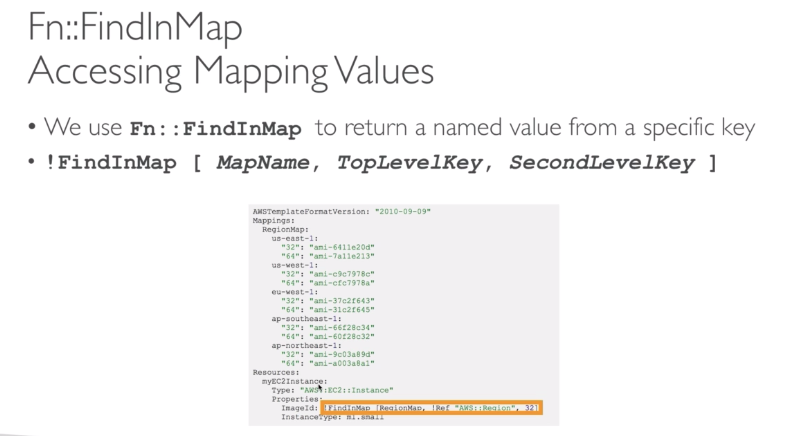 Fn::FindInMap
Accessing Mapping Values
• We use Fn::FindInMap to return a named value from a specific key
• !FindInMap [ MapName, TopLevelKey, SecondLevelKey ]
AWSTemplateFormatVersion: "2010-09-09"
Mappings:
RegionMap:
us-east-1:
"32": "ami-6411e20d"
"64": "ami-7a11e213"
us-west-1:
"32": "ami-c9c7978c"
"64": "ami-cfc7978a"
eu-west-1:
"32": "ami-37c2f643"
"64": "ami-31c2f645"
ap-southeast-1:
"32": "ami-66f28c34"
"64": "ami-60f28c32"
ap-northeast-1:
"32": "ami-9c03a89d"
"64": "ami-a003a8a1"
Resources:
myEC2Instance:
Type: "AWS::EC2::Instance"
Properties:
ImageId: !FindInMap [RegionMap, !Ref "AWS::Region", 32]
InstanceType: m1.small